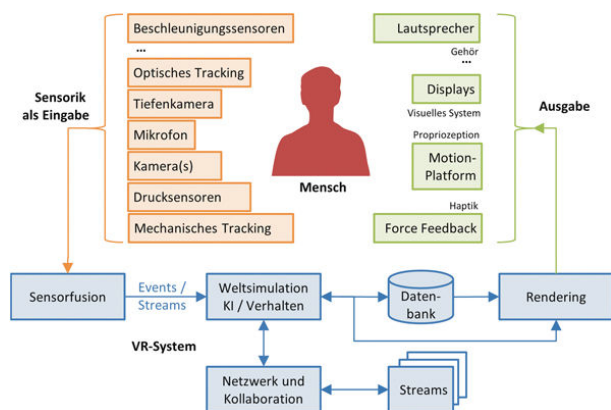 Beschleunigungssensoren
...
Optisches Tracking
Tiefenkamera
Mikrofon
Kamera(s)
Drucksensoren
Mechanisches Tracking
Sensorik
als Eingabe
Mensch
Lautsprecher
Gehör
...
Displays
Visuelles System
Propriozeption
Motion-
Platform
Haptik
Force Feedback
Ausgabe
Sensorfusion
Events /
Streams
Weltsimulation
KI / Verhalten
Daten-
bank
Rendering
VR-System
Netzwerk und
Kollaboration
Streams